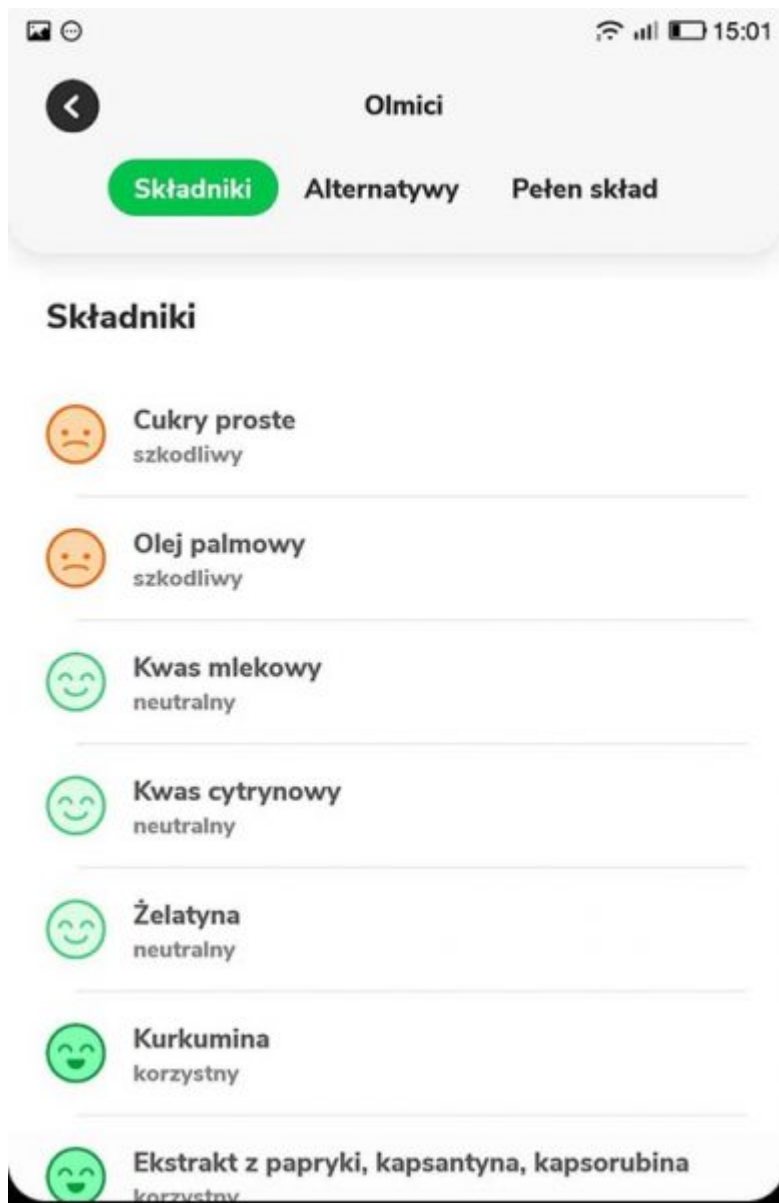 15:01
Olmici
Składniki Alternatywy Pełen skład
Składniki
Cukry proste
szkodliwy
Olej palmowy
szkodliwy
Kwas mlekowy
neutralny
Kwas cytrynowy
neutralny
Żelatyna
neutralny
Kurkumina
korzystny
Ekstrakt z papryki, kapsantyna, kapsorubina
korzystny